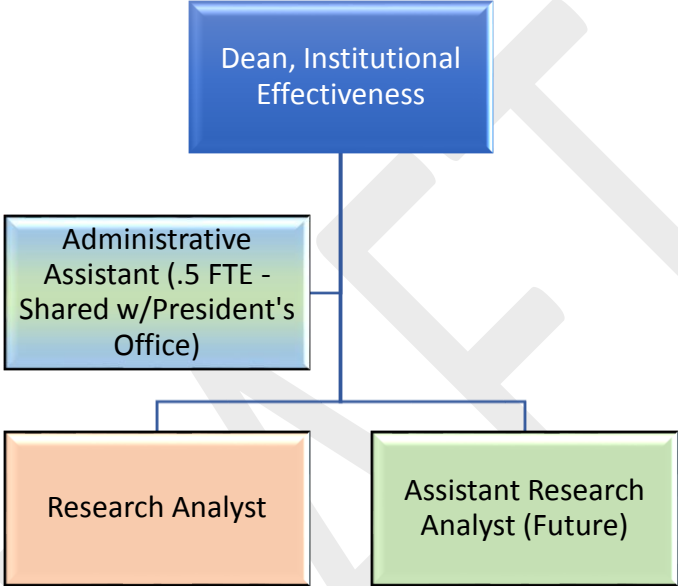 Dean, Institutional
Effectiveness
Administrative
Assistant (.5 FTE -
Shared w/President's
Office)
Research Analyst
Assistant Research
Analyst (Future)